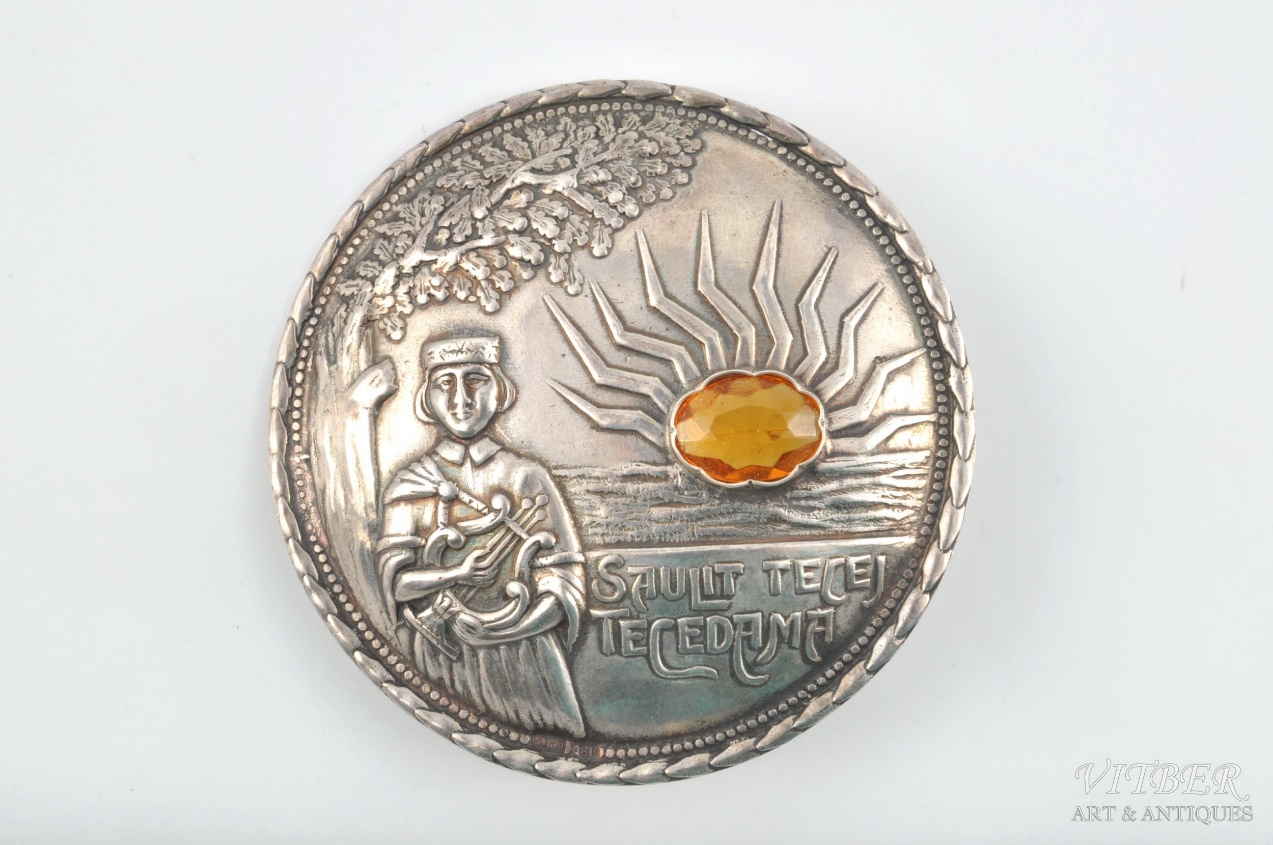 SAULIT TECEJ
TECEDAMA
VITBER
ART & ANTIQUES